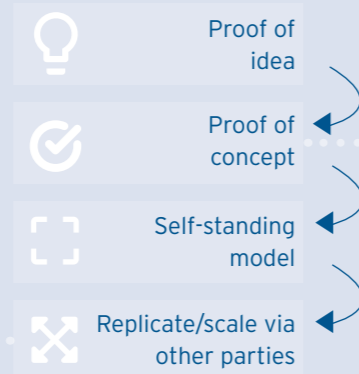 Proof of
idea
Proof of
concept
Self-standing
model
Replicate/scale via
other parties